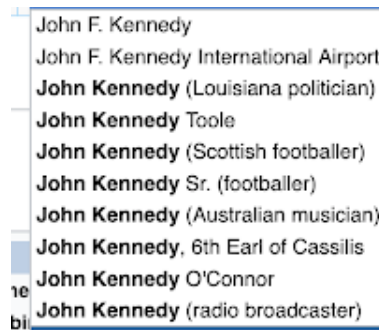 John F. Kennedy
John F. Kennedy International Airport
John Kennedy (Louisiana politician)
John Kennedy Toole
John Kennedy (Scottish footballer)
John Kennedy Sr. (footballer)
John Kennedy (Australian musician)
John Kennedy, 6th Earl of Cassilis
John Kennedy O'Connor
John Kennedy (radio broadcaster)